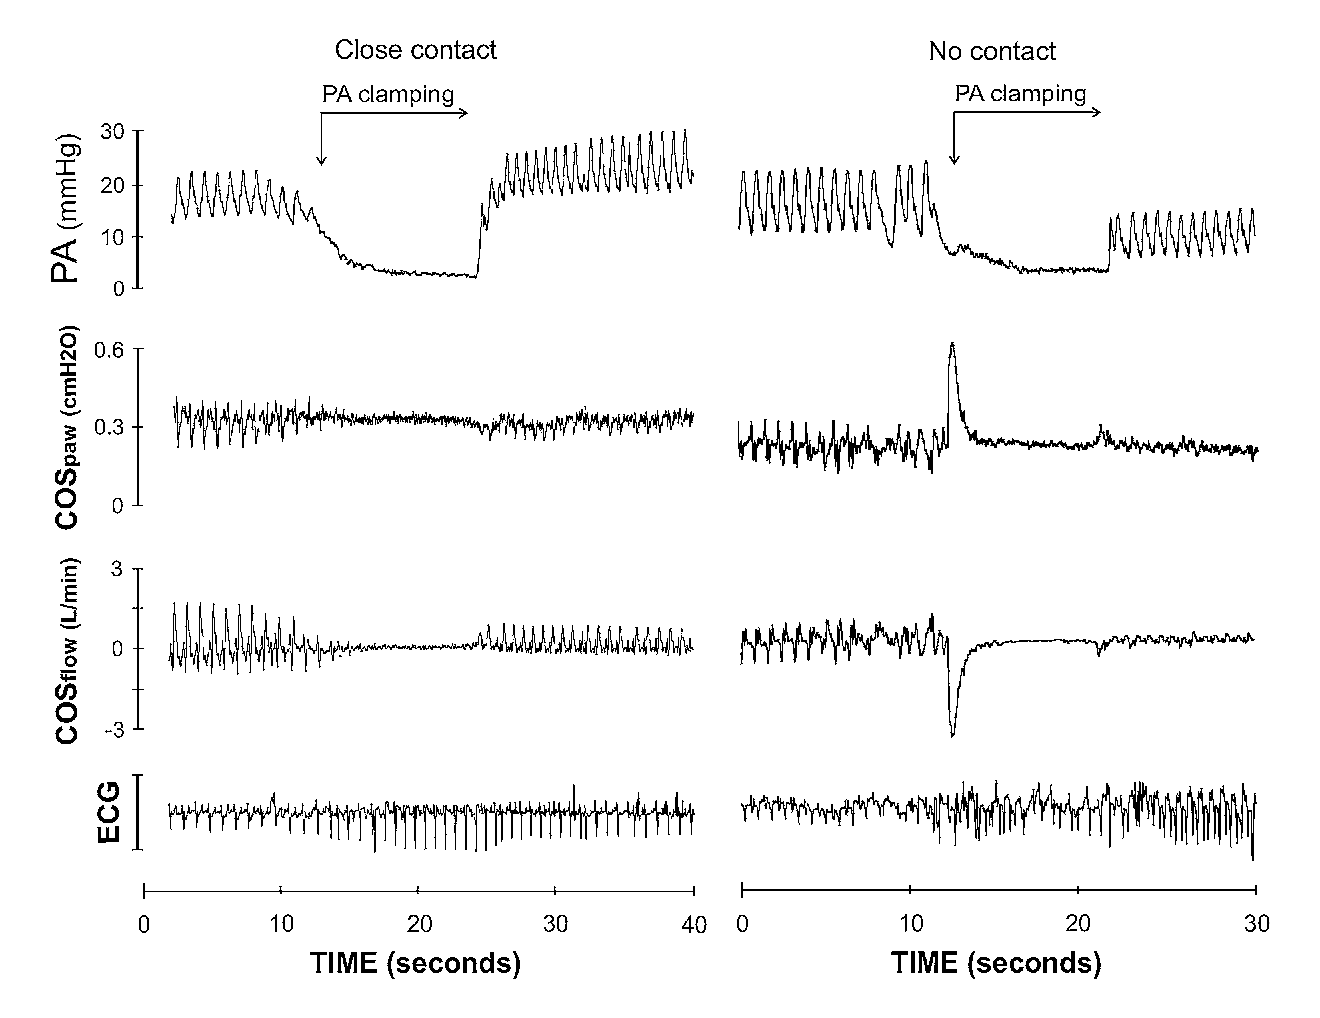 Close contact
No contact
PA clamping
PA clamping
PA (mmHg)
30
20
10
0
COSpaw (cmH2O)
0.6
0.3
0
COSflow (L/min)
3
0
-3
ECG
0 10 20 30 40
0 10 20 30
TIME (seconds)
TIME (seconds)